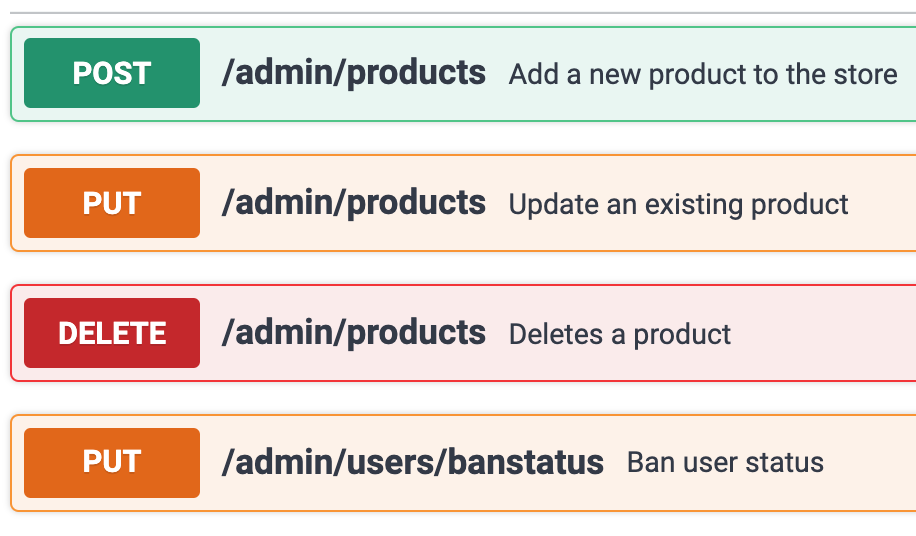 POST /admin/products Add a new product to the store
PUT /admin/products Update an existing product
DELETE /admin/products Deletes a product
PUT /admin/users/banstatus Ban user status